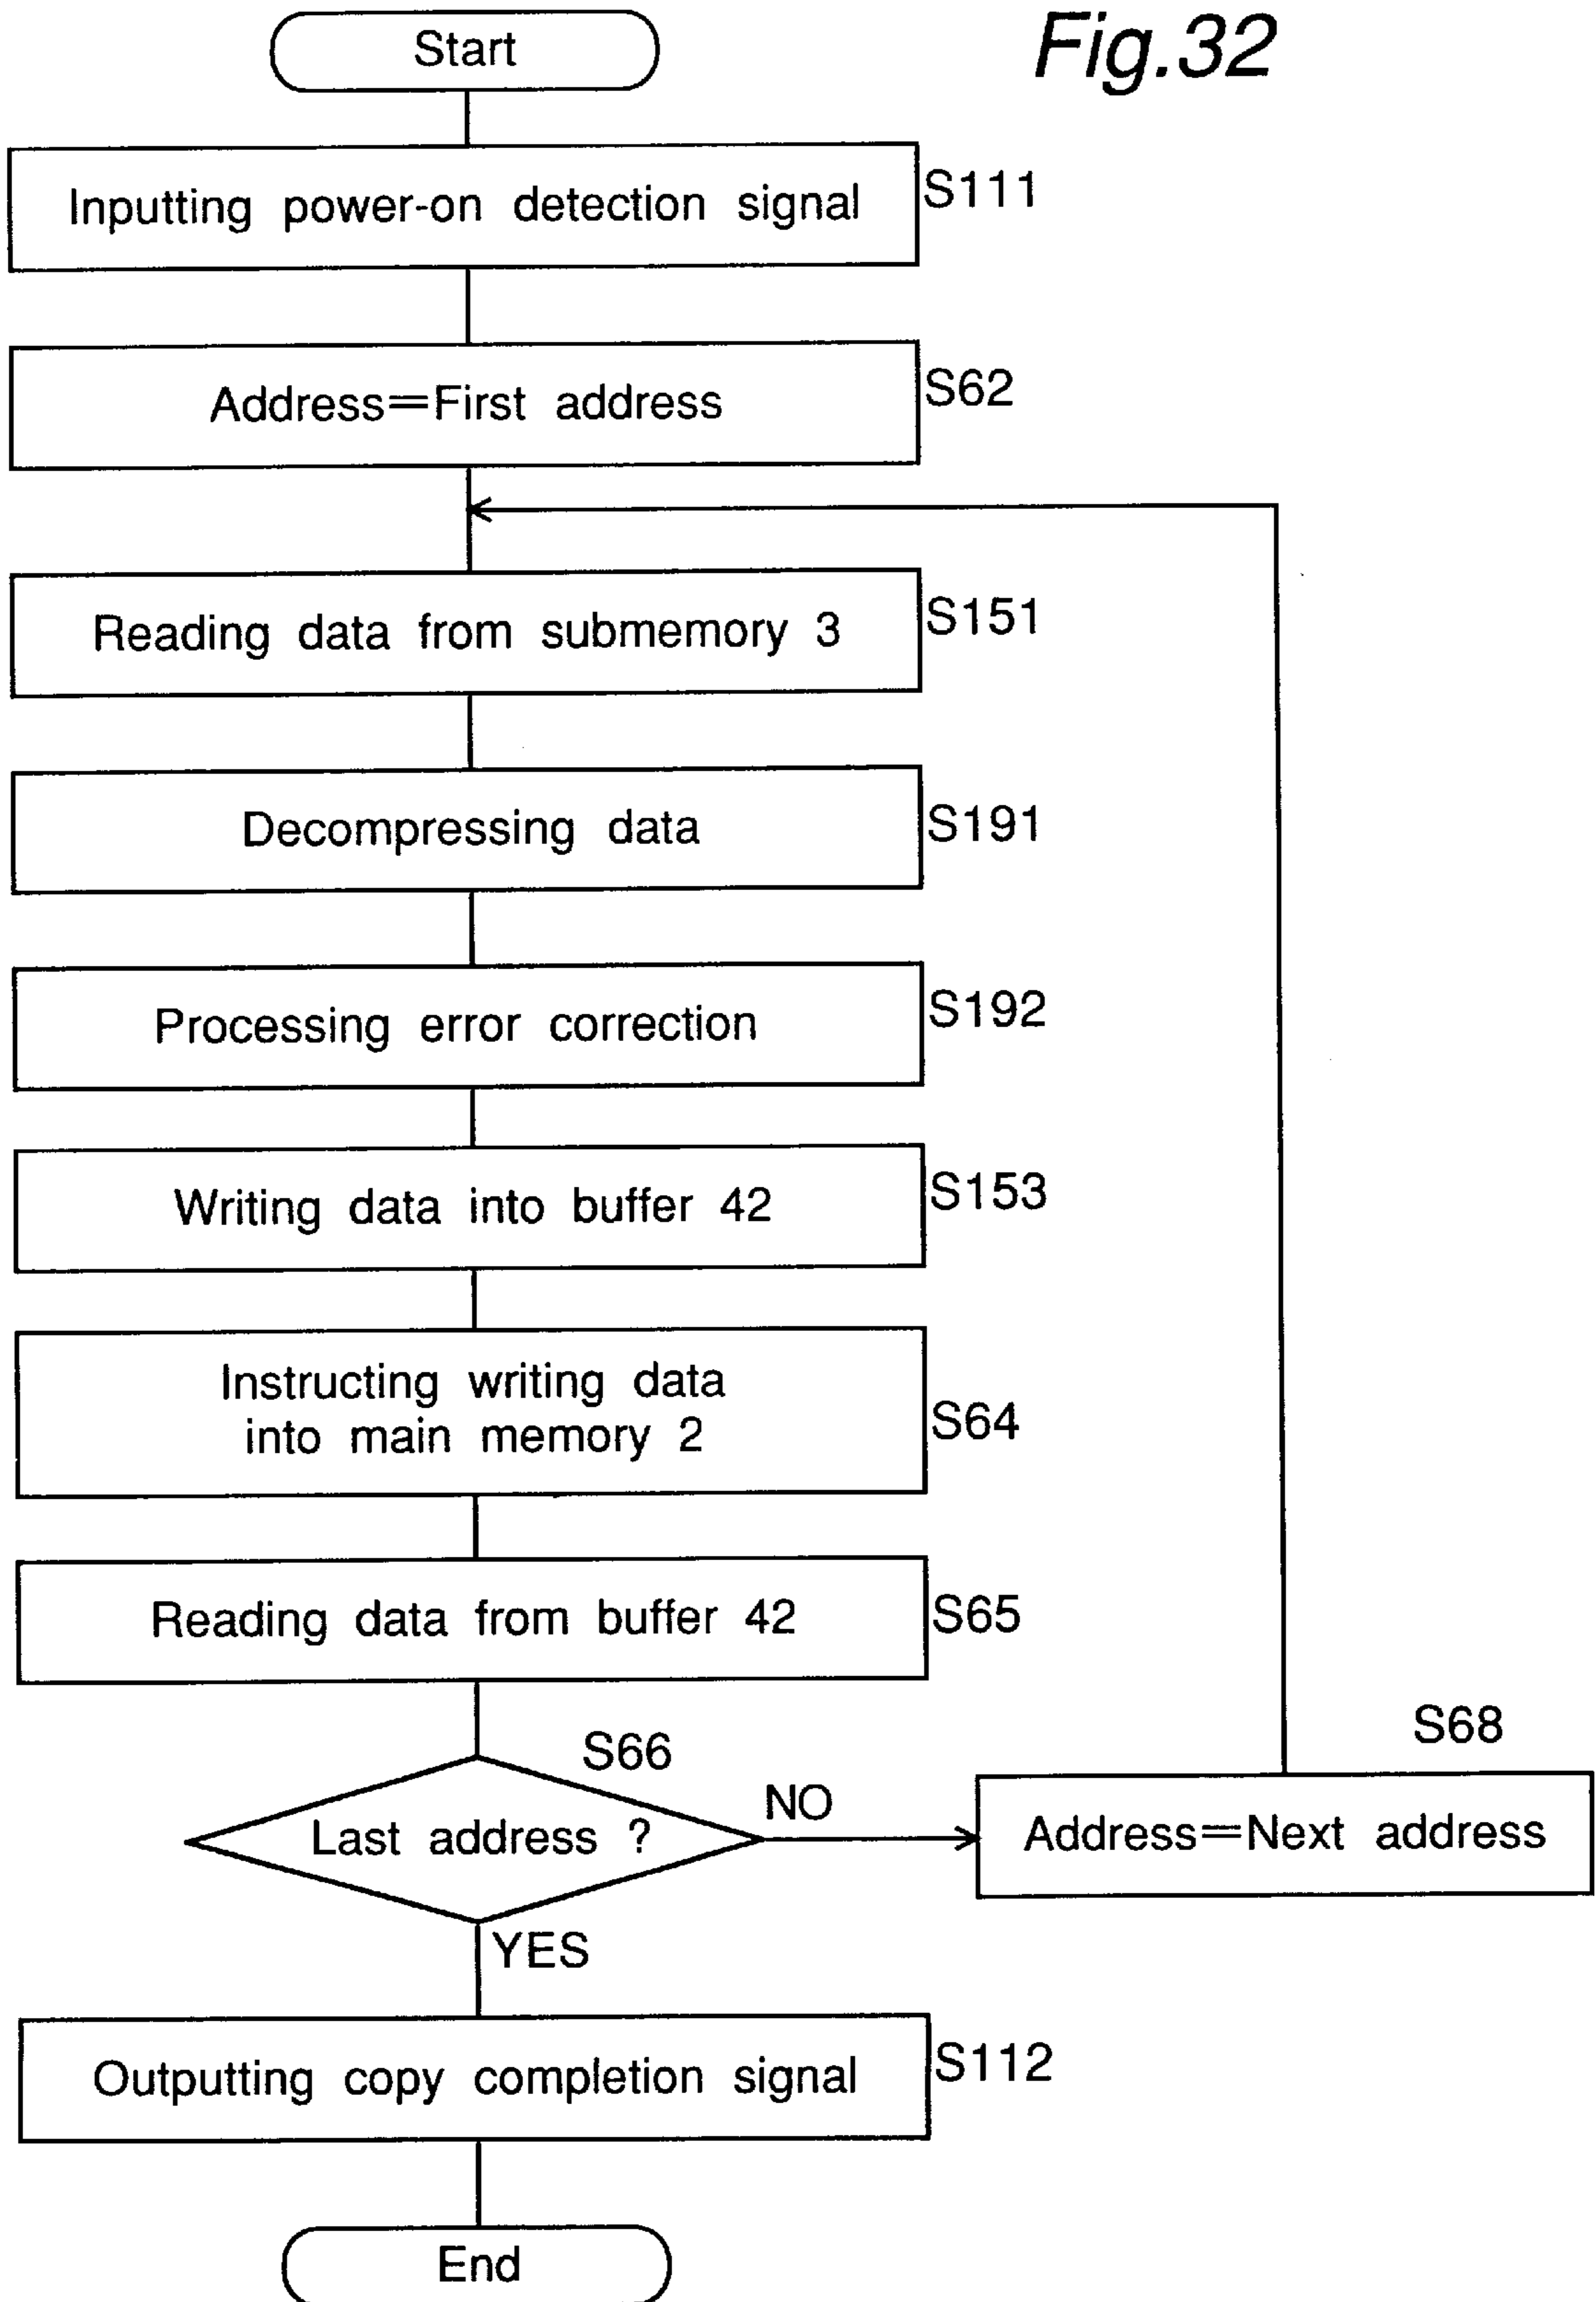 Fig.32
Start
Inputting power-on detection signal
S111
Address=First address
S62
Reading data from submemory 3
S151
Decompressing data
S191
Processing error correction
S192
Writing data into buffer 42
S153
Instructing writing data
into main memory 2
S64
Reading data from buffer 42
S65
S66
Last address ?
NO
S68
Address=Next address
YES
Outputting copy completion signal
S112
End